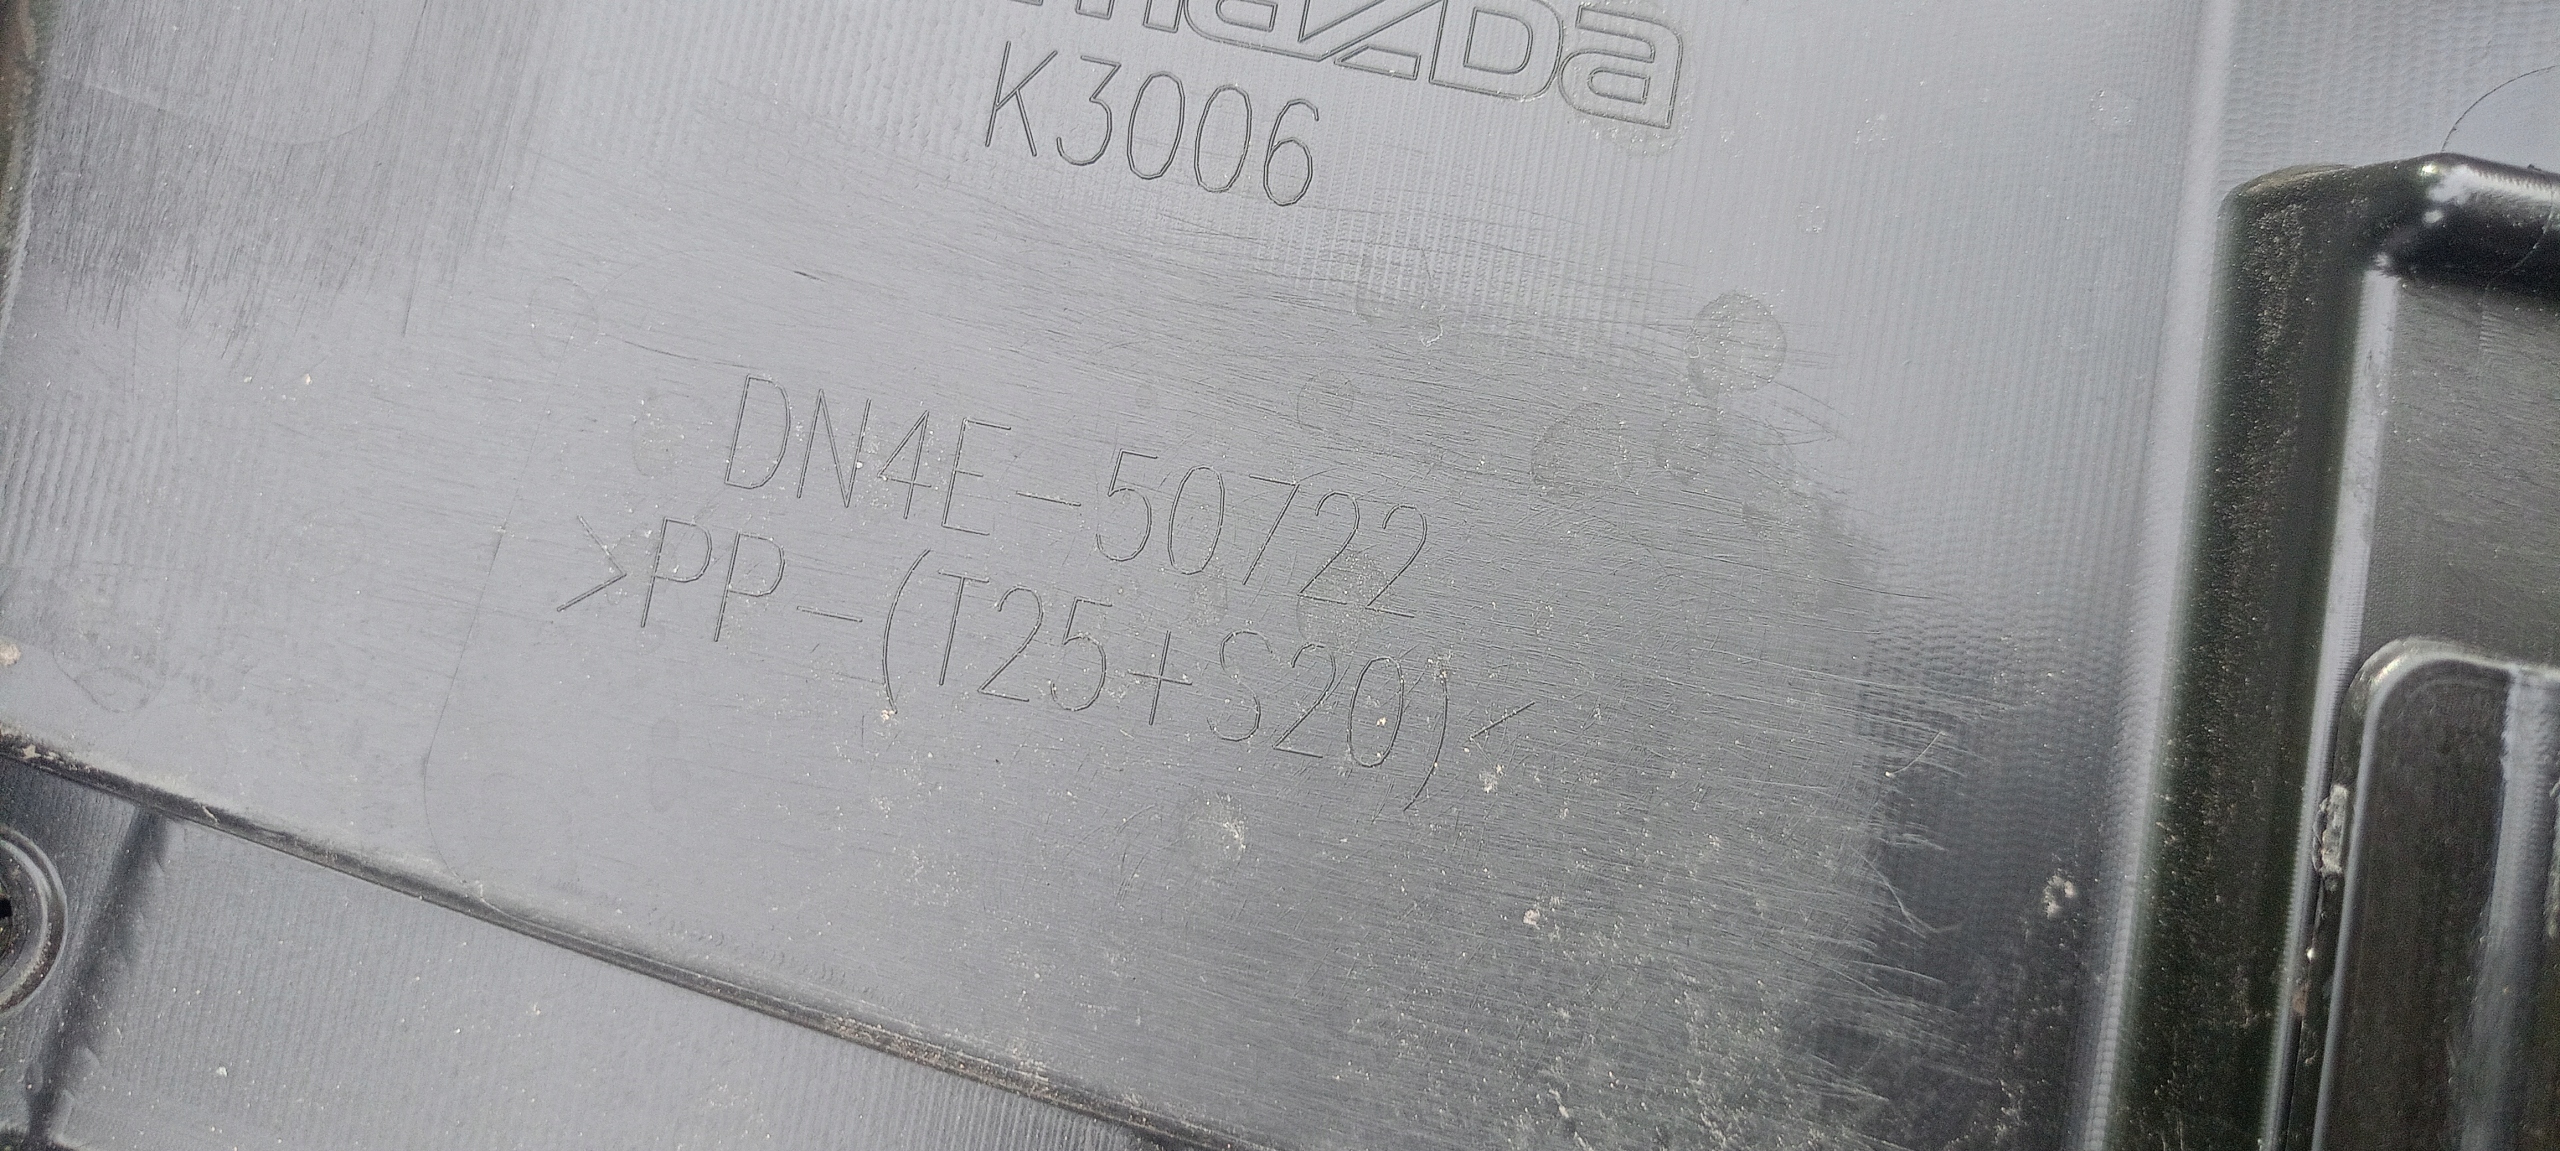 mazda
K3006
DN4E-50722
>PP-(T25+S20)<